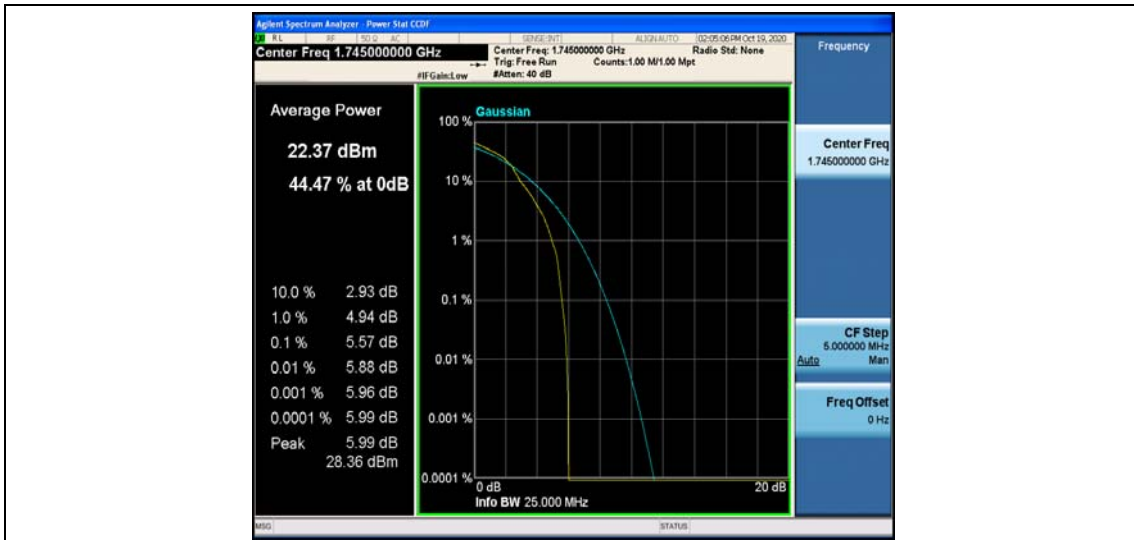 Agilent Spectrum Analyzer - Power Stat CCDF
RL RF 50 Ω AC SENSE:INT ALIGN AUTO 02:05:06 PM Oct 19, 2020
Center Freq 1.745000000 GHz
Center Freq: 1.745000000 GHz Radio Std: None
Trig: Free Run Counts:1.00 M/1.00 Mpt
#IFGain:Low #Atten: 40 dB
Frequency
Average Power
22.37 dBm
44.47 % at 0dB
10.0 % 2.93 dB
1.0 % 4.94 dB
0.1 % 5.57 dB
0.01 % 5.88 dB
0.001 % 5.96 dB
0.0001 % 5.99 dB
Peak 5.99 dB
28.36 dBm
Gaussian
100 %
10 %
1 %
0.1 %
0.01 %
0.001 %
0.0001 %
0 dB 20 dB
Info BW 25.000 MHz
Center Freq
1.745000000 GHz
CF Step
5.000000 MHz
Auto Man
Freq Offset
0 Hz
MSG STATUS